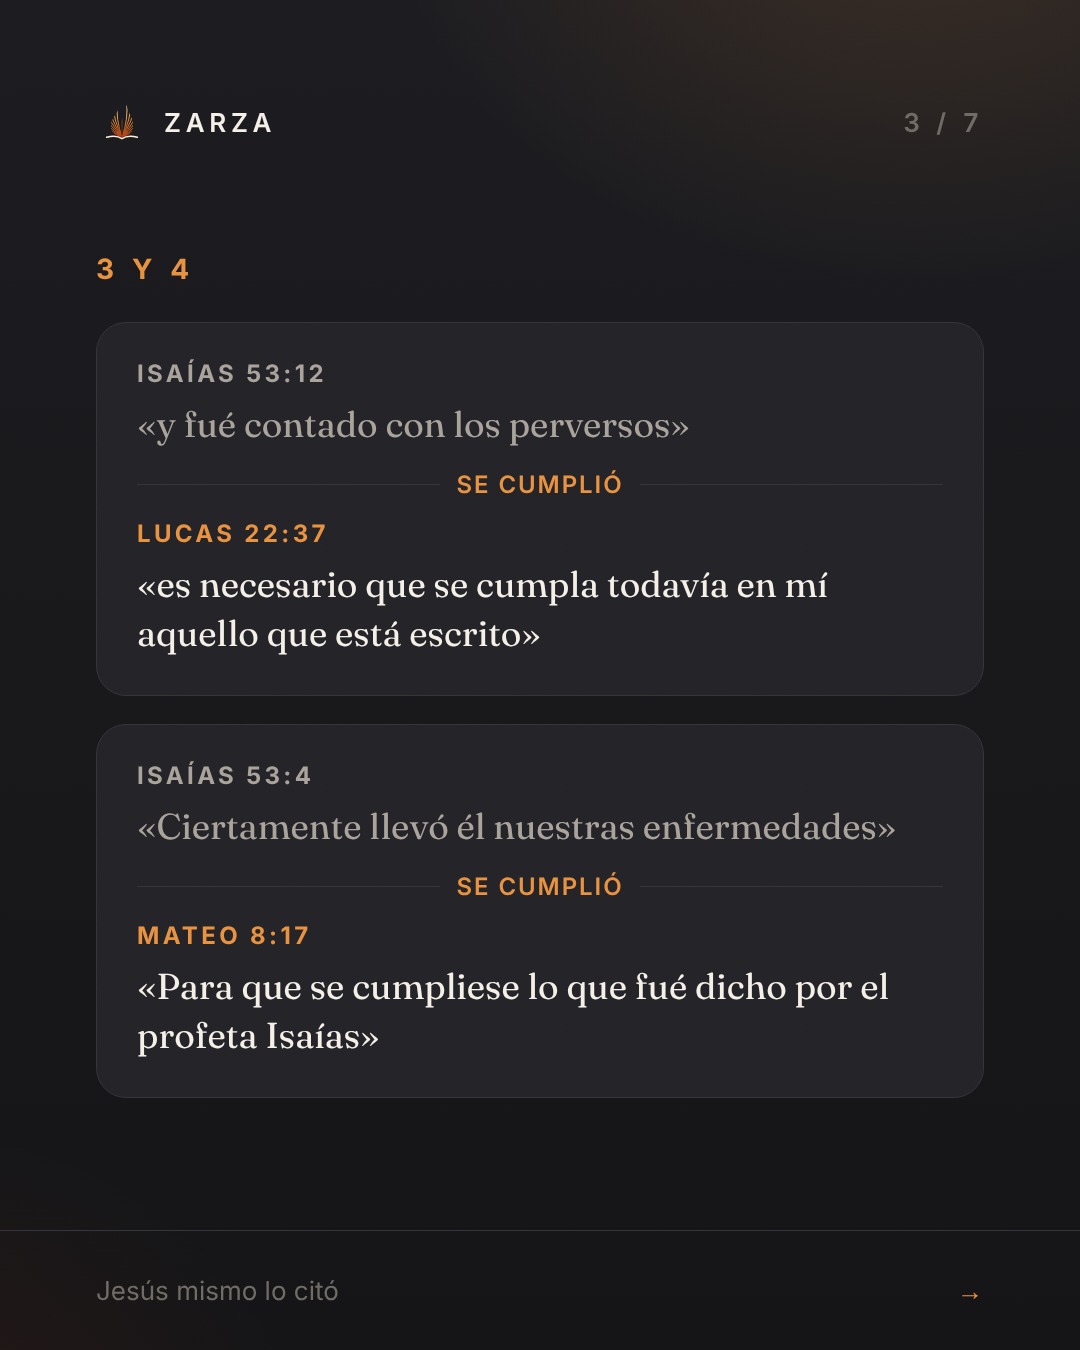 ZARZA
3 / 7
3 Y 4
ISAÍAS 53:12
«y fué contado con los perversos»
SE CUMPLIÓ
LUCAS 22:37
«es necesario que se cumpla todavía en mí
aquello que está escrito»
ISAÍAS 53:4
«Ciertamente llevó él nuestras enfermedades»
SE CUMPLIÓ
MATEO 8:17
«Para que se cumpliese lo que fué dicho por el
profeta Isaías»
Jesús mismo lo citó
→